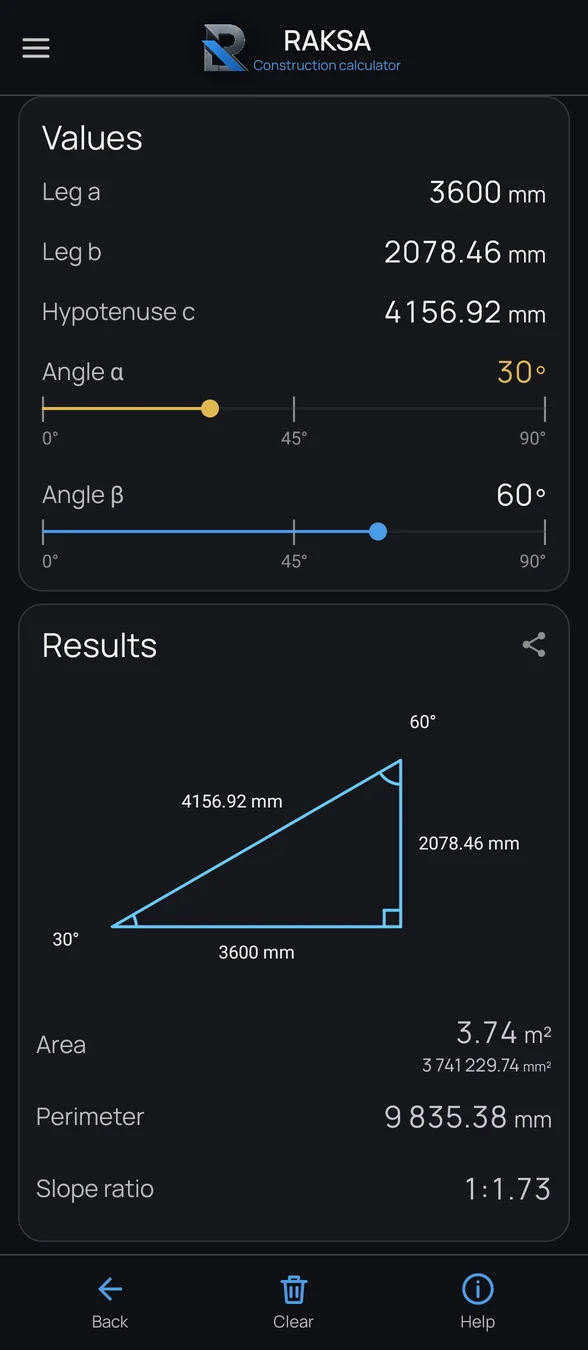 RAKSA
Construction calculator
Values
Leg a 3600 mm
Leg b 2078.46 mm
Hypotenuse c 4156.92 mm
Angle α 30°
0° 45° 90°
Angle β 60°
0° 45° 90°
Results
60°
4156.92 mm
2078.46 mm
30°
3600 mm
Area 3.74 m²
3 741 229.74 mm²
Perimeter 9 835.38 mm
Slope ratio 1:1.73
Back Clear Help